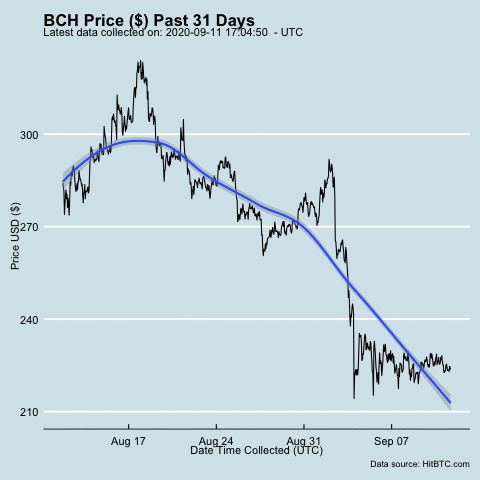 BCH Price ($) Past 31 Days
Latest data collected on: 2020-09-11 17:04:50 - UTC
300
270
240
210
Price USD ($)
Aug 17 Aug 24 Aug 31 Sep 07
Date Time Collected (UTC)
Data source: HitBTC.com